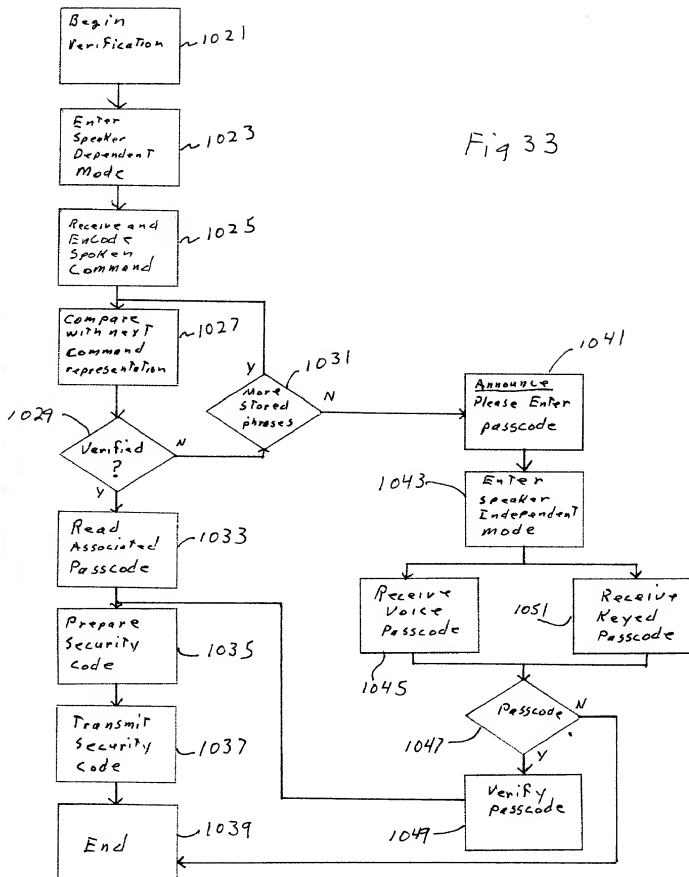 Begin
Verification
1021
Enter
Speaker
Dependent
Mode
1023
Fig 33
Receive and
EnCode
Spoken
Command
1025
Compare
with next
Command
representation
1027
Y
More
Stored
phrases
1031
N
1029
Verified
?
N
Y
Announce
Please Enter
passcode
1041
1043
Enter
Speaker
Independent
mode
Read
Associated
Passcode
1033
Receive
Voice
Passcode
1045
1051
Receive
Keyed
Passcode
Prepare
Security
Code
1035
Passcode
N
1047
Y
Transmit
Security
Code
1037
Verify
passcode
1049
End
1039